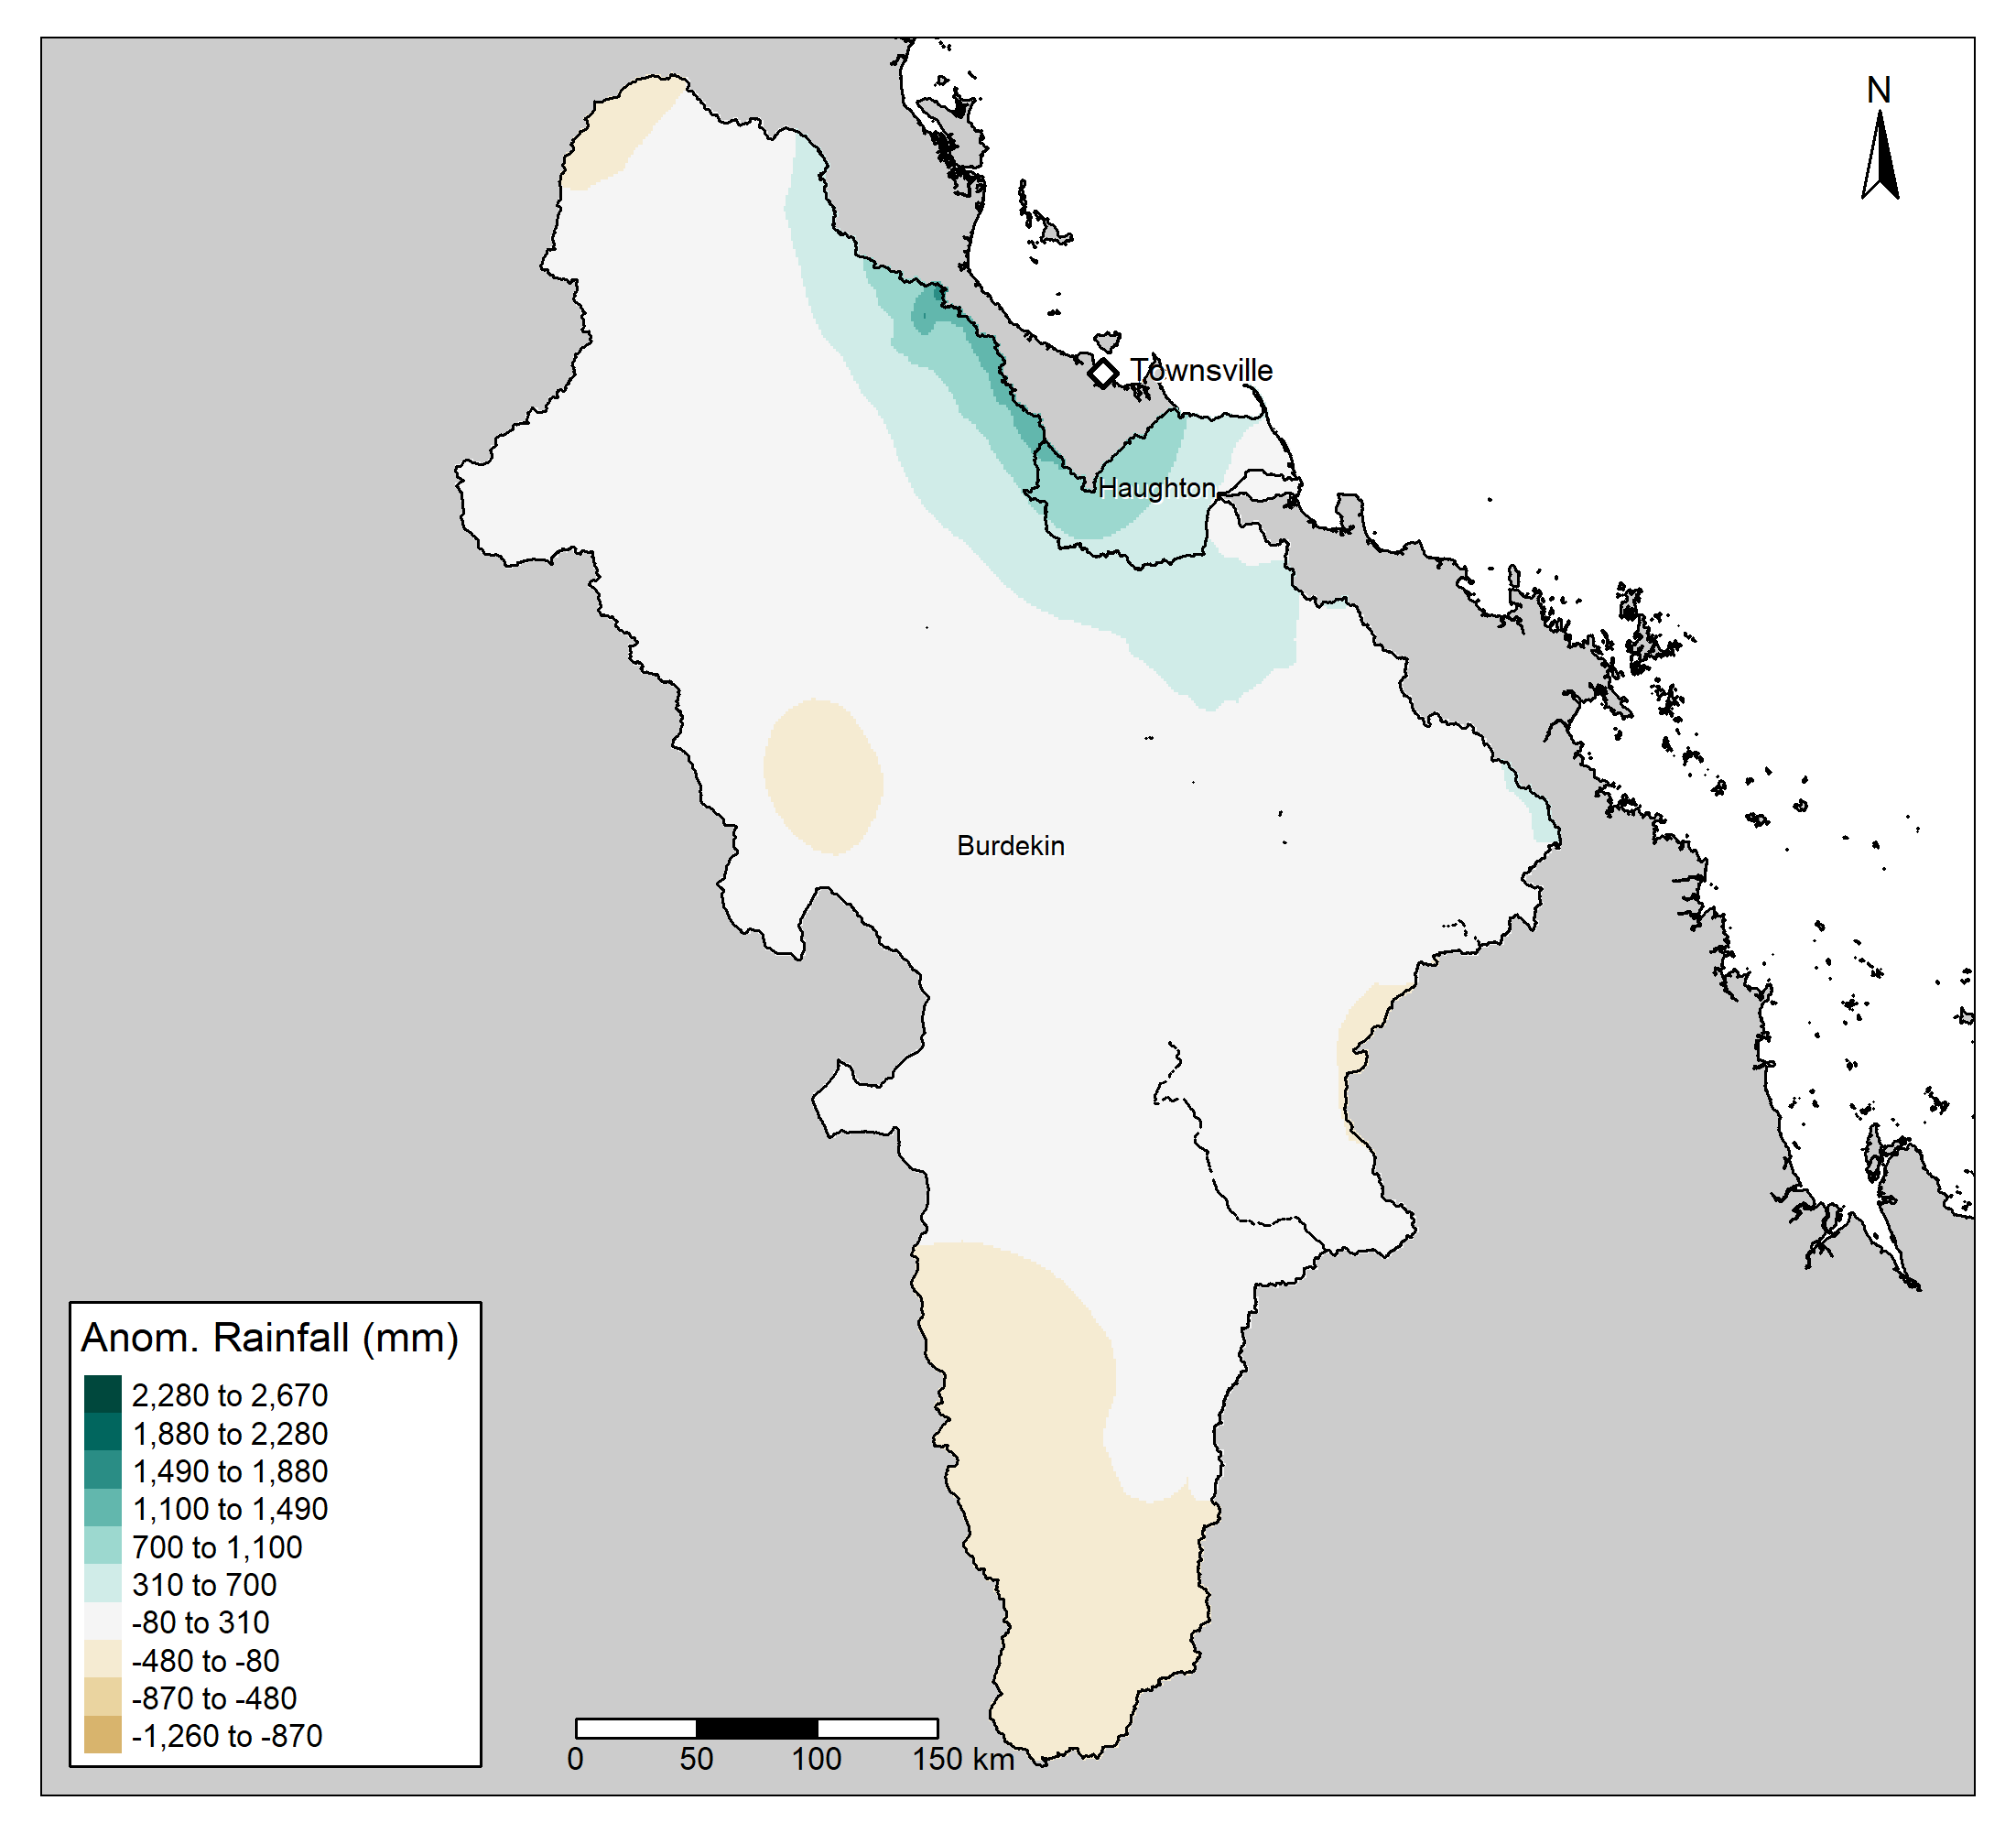 N
Townsville
Haughton
Burdekin
Anom. Rainfall (mm)
2,280 to 2,670
1,880 to 2,280
1,490 to 1,880
1,100 to 1,490
700 to 1,100
310 to 700
-80 to 310
-480 to -80
-870 to -480
-1,260 to -870
0 50 100 150 km